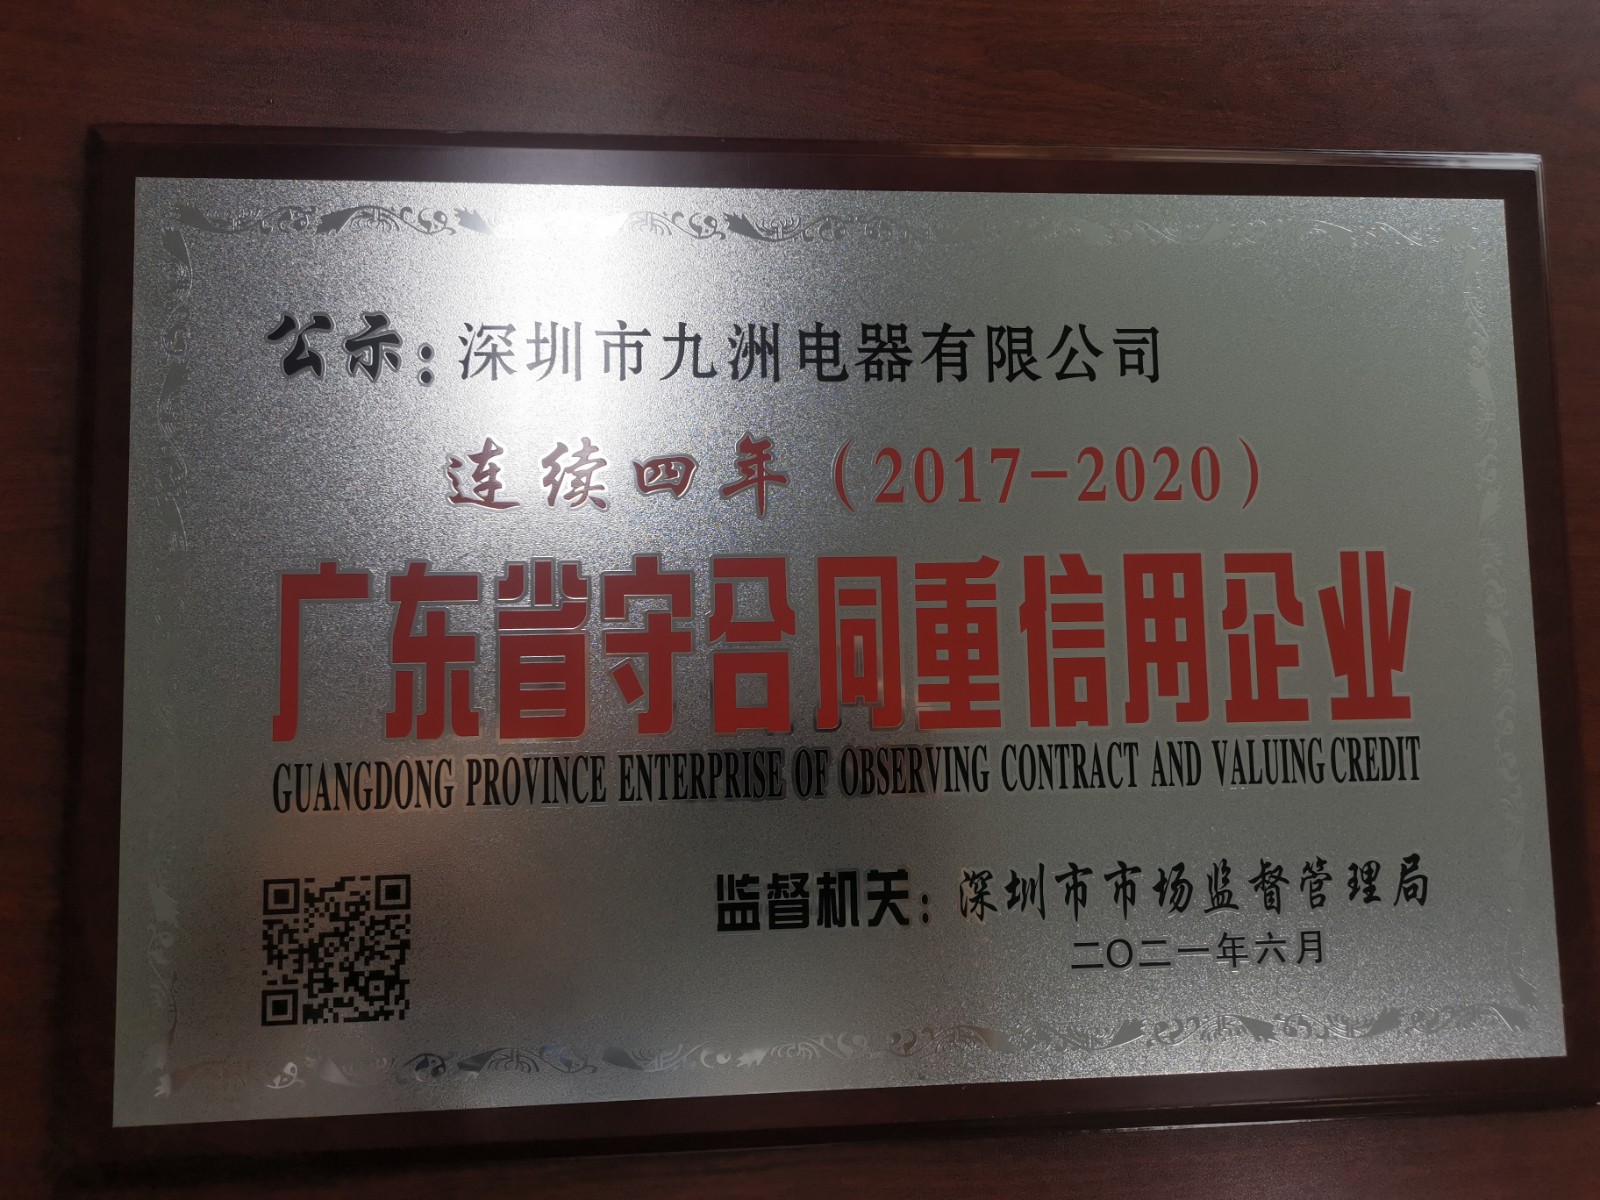 公示：深圳市九洲电器有限公司
连续四年（2017-2020）
广东省守合同重信用企业
GUANGDONG PROVINCE ENTERPRISE OF OBSERVING CONTRACT AND VALUING CREDIT
监督机关：深圳市市场监督管理局
二〇二一年六月